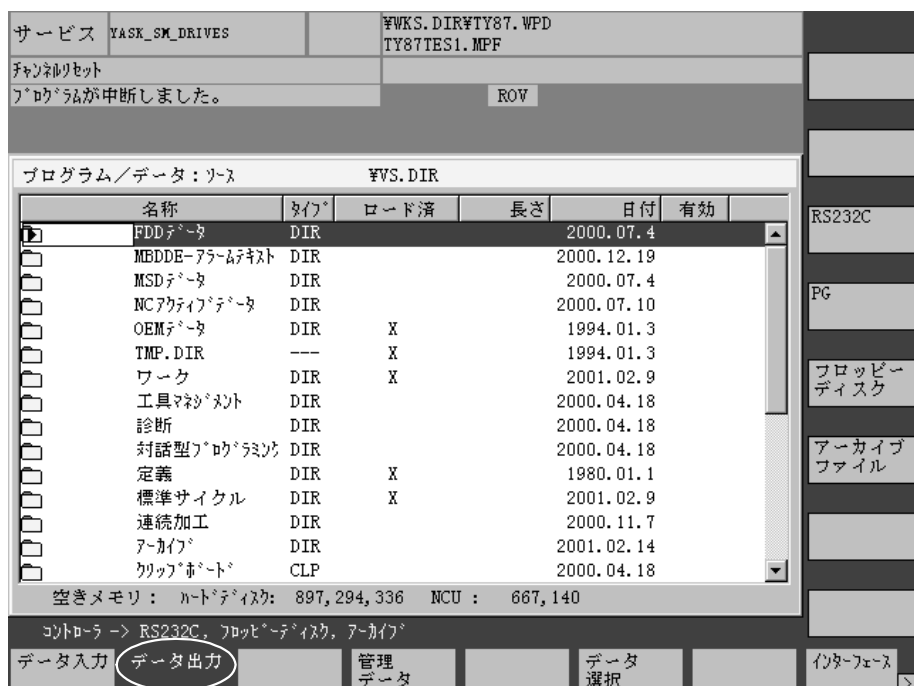 サービス YASK_SM_DRIVES ¥WKS.DIR¥TY87.WPD
TY87TES1.MPF
ﾁｬﾝﾈﾙﾘｾｯﾄ
ﾌﾟﾛｸﾞﾗﾑが中断しました。 ROV
プログラム／データ：ｿｰｽ ¥VS.DIR
名称 ﾀｲﾌﾟ ロード済 長さ 日付 有効
FDDﾃﾞｰﾀ DIR 2000.07.4
MBDDE-ｱﾗｰﾑﾃｷｽﾄ DIR 2000.12.19
MSDﾃﾞｰﾀ DIR 2000.07.4
NCｱｸﾃｨﾌﾞﾃﾞｰﾀ DIR 2000.07.10
OEMﾃﾞｰﾀ DIR X 1994.01.3
TMP.DIR --- X 1994.01.3
ワーク DIR X 2001.02.9
工具ﾏﾈｼﾞﾒﾝﾄ DIR 2000.04.18
診断 DIR 2000.04.18
対話型ﾌﾟﾛｸﾞﾗﾐﾝｸ DIR 2000.04.18
定義 DIR X 1980.01.1
標準サイクル DIR X 2001.02.9
連続加工 DIR 2000.11.7
ｱｰｶｲﾌﾞ DIR 2001.02.14
ｸﾘｯﾌﾟﾎﾞｰﾄﾞ CLP 2000.04.18
空きメモリ： ﾊｰﾄﾞﾃﾞｨｽｸ: 897,294,336 NCU : 667,140
ｺﾝﾄﾛｰﾗ -> RS232C, ﾌﾛｯﾋﾟｰﾃﾞｨｽｸ, ｱｰｶｲﾌﾞ
データ入力 データ出力 管理
データ データ
選択 ｲﾝﾀｰﾌｪｰｽ
RS232C
PG
フロッピー
ディスク
アーカイブ
ファイル